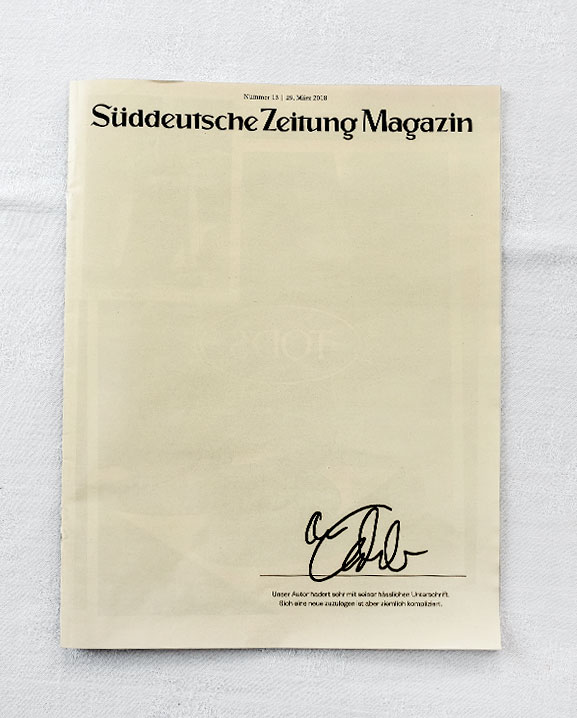 Nummer 13 | 29. März 2018
Süddeutsche Zeitung Magazin
Unser Autor hadert sehr mit seiner hässlichen Unterschrift.
Sich eine neue zuzulegen ist aber ziemlich kompliziert.